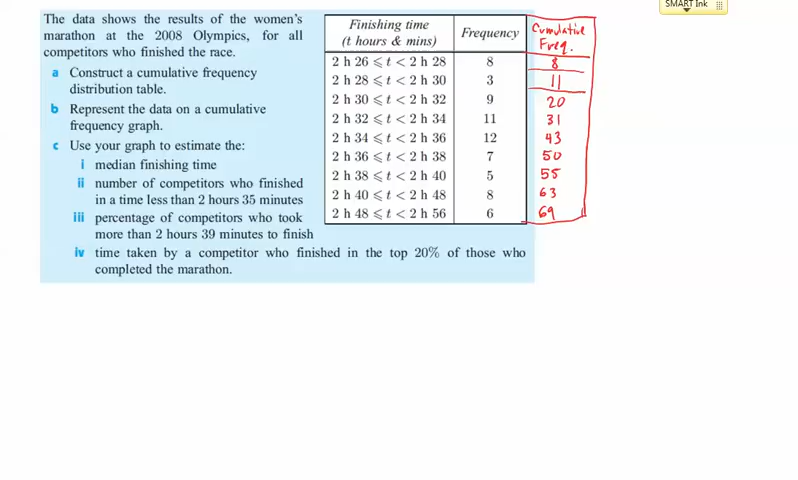 SMART Ink
The data shows the results of the women's
marathon at the 2008 Olympics, for all
competitors who finished the race.
a Construct a cumulative frequency
distribution table.
b Represent the data on a cumulative
frequency graph.
c Use your graph to estimate the:
i median finishing time
ii number of competitors who finished
in a time less than 2 hours 35 minutes
iii percentage of competitors who took
more than 2 hours 39 minutes to finish
iv time taken by a competitor who finished in the top 20% of those who
completed the marathon.
Finishing time
(t hours & mins) Frequency Cumulative
Freq.
2 h 26 ⩽ t < 2 h 28 8 8
2 h 28 ⩽ t < 2 h 30 3 11
2 h 30 ⩽ t < 2 h 32 9 20
2 h 32 ⩽ t < 2 h 34 11 31
2 h 34 ⩽ t < 2 h 36 12 43
2 h 36 ⩽ t < 2 h 38 7 50
2 h 38 ⩽ t < 2 h 40 5 55
2 h 40 ⩽ t < 2 h 48 8 63
2 h 48 ⩽ t < 2 h 56 6 69